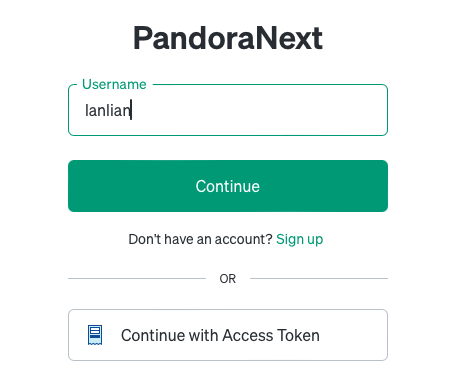 PandoraNext
Username
lanlian
Continue
Don't have an account? Sign up
OR
Continue with Access Token